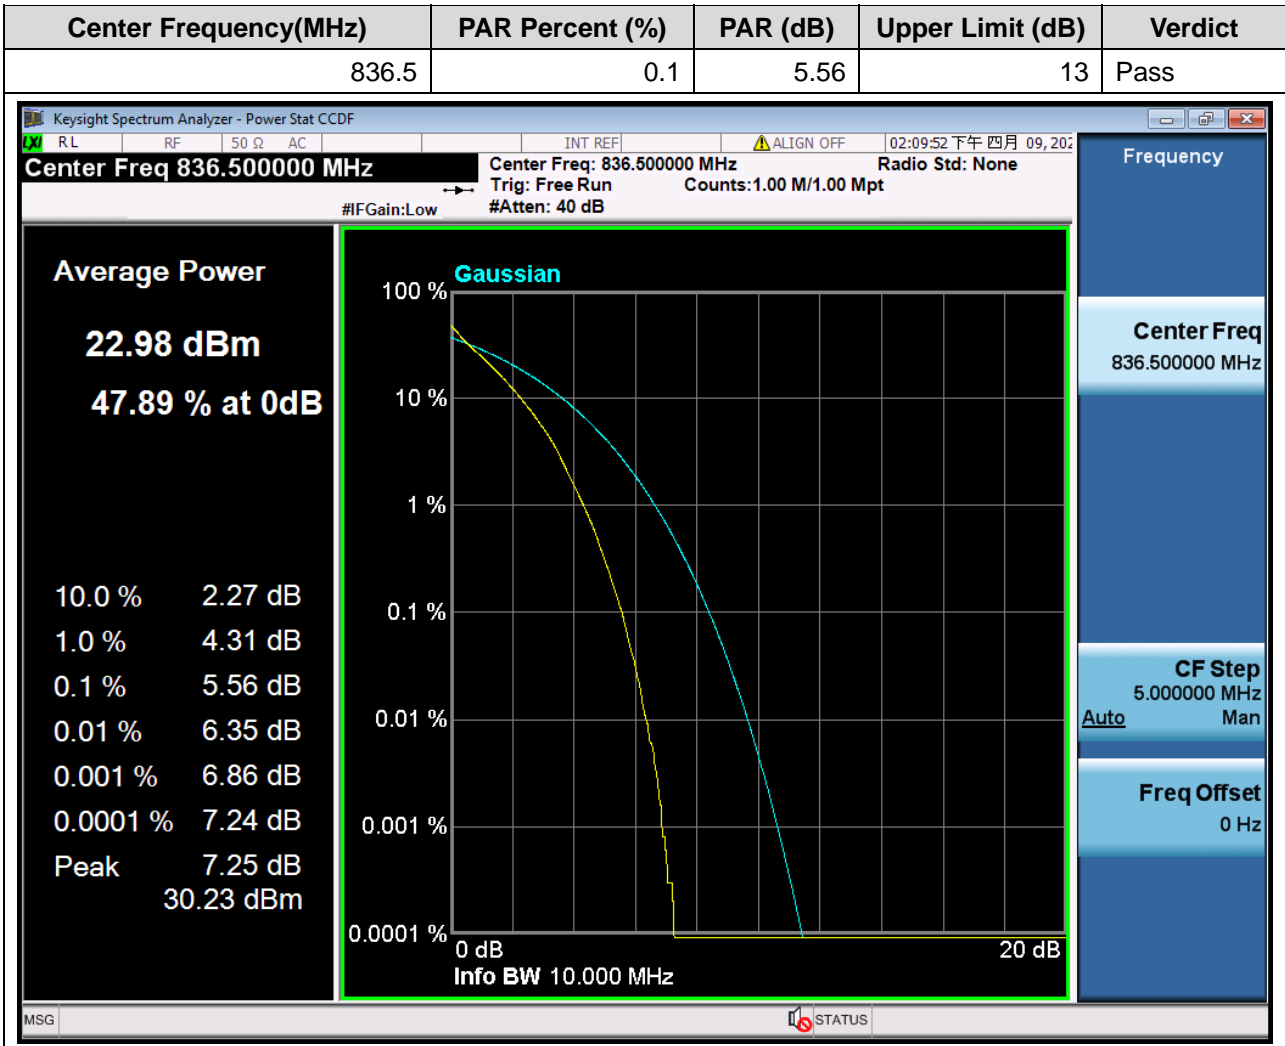 Center Frequency(MHz) PAR Percent (%) PAR (dB) Upper Limit (dB) Verdict
836.5 0.1 5.56 13 Pass
Keysight Spectrum Analyzer - Power Stat CCDF
LXI RL RF 50 Ω AC INT REF ALIGN OFF 02:09:52 下午 四月 09, 202
Center Freq 836.500000 MHz
Center Freq: 836.500000 MHz Radio Std: None
Trig: Free Run Counts:1.00 M/1.00 Mpt
#IFGain:Low #Atten: 40 dB
Frequency
Average Power
22.98 dBm
47.89 % at 0dB
10.0 % 2.27 dB
1.0 % 4.31 dB
0.1 % 5.56 dB
0.01 % 6.35 dB
0.001 % 6.86 dB
0.0001 % 7.24 dB
Peak 7.25 dB
30.23 dBm
Gaussian
100 %
10 %
1 %
0.1 %
0.01 %
0.001 %
0.0001 %
0 dB 20 dB
Info BW 10.000 MHz
Center Freq
836.500000 MHz
CF Step
5.000000 MHz
Auto Man
Freq Offset
0 Hz
MSG STATUS